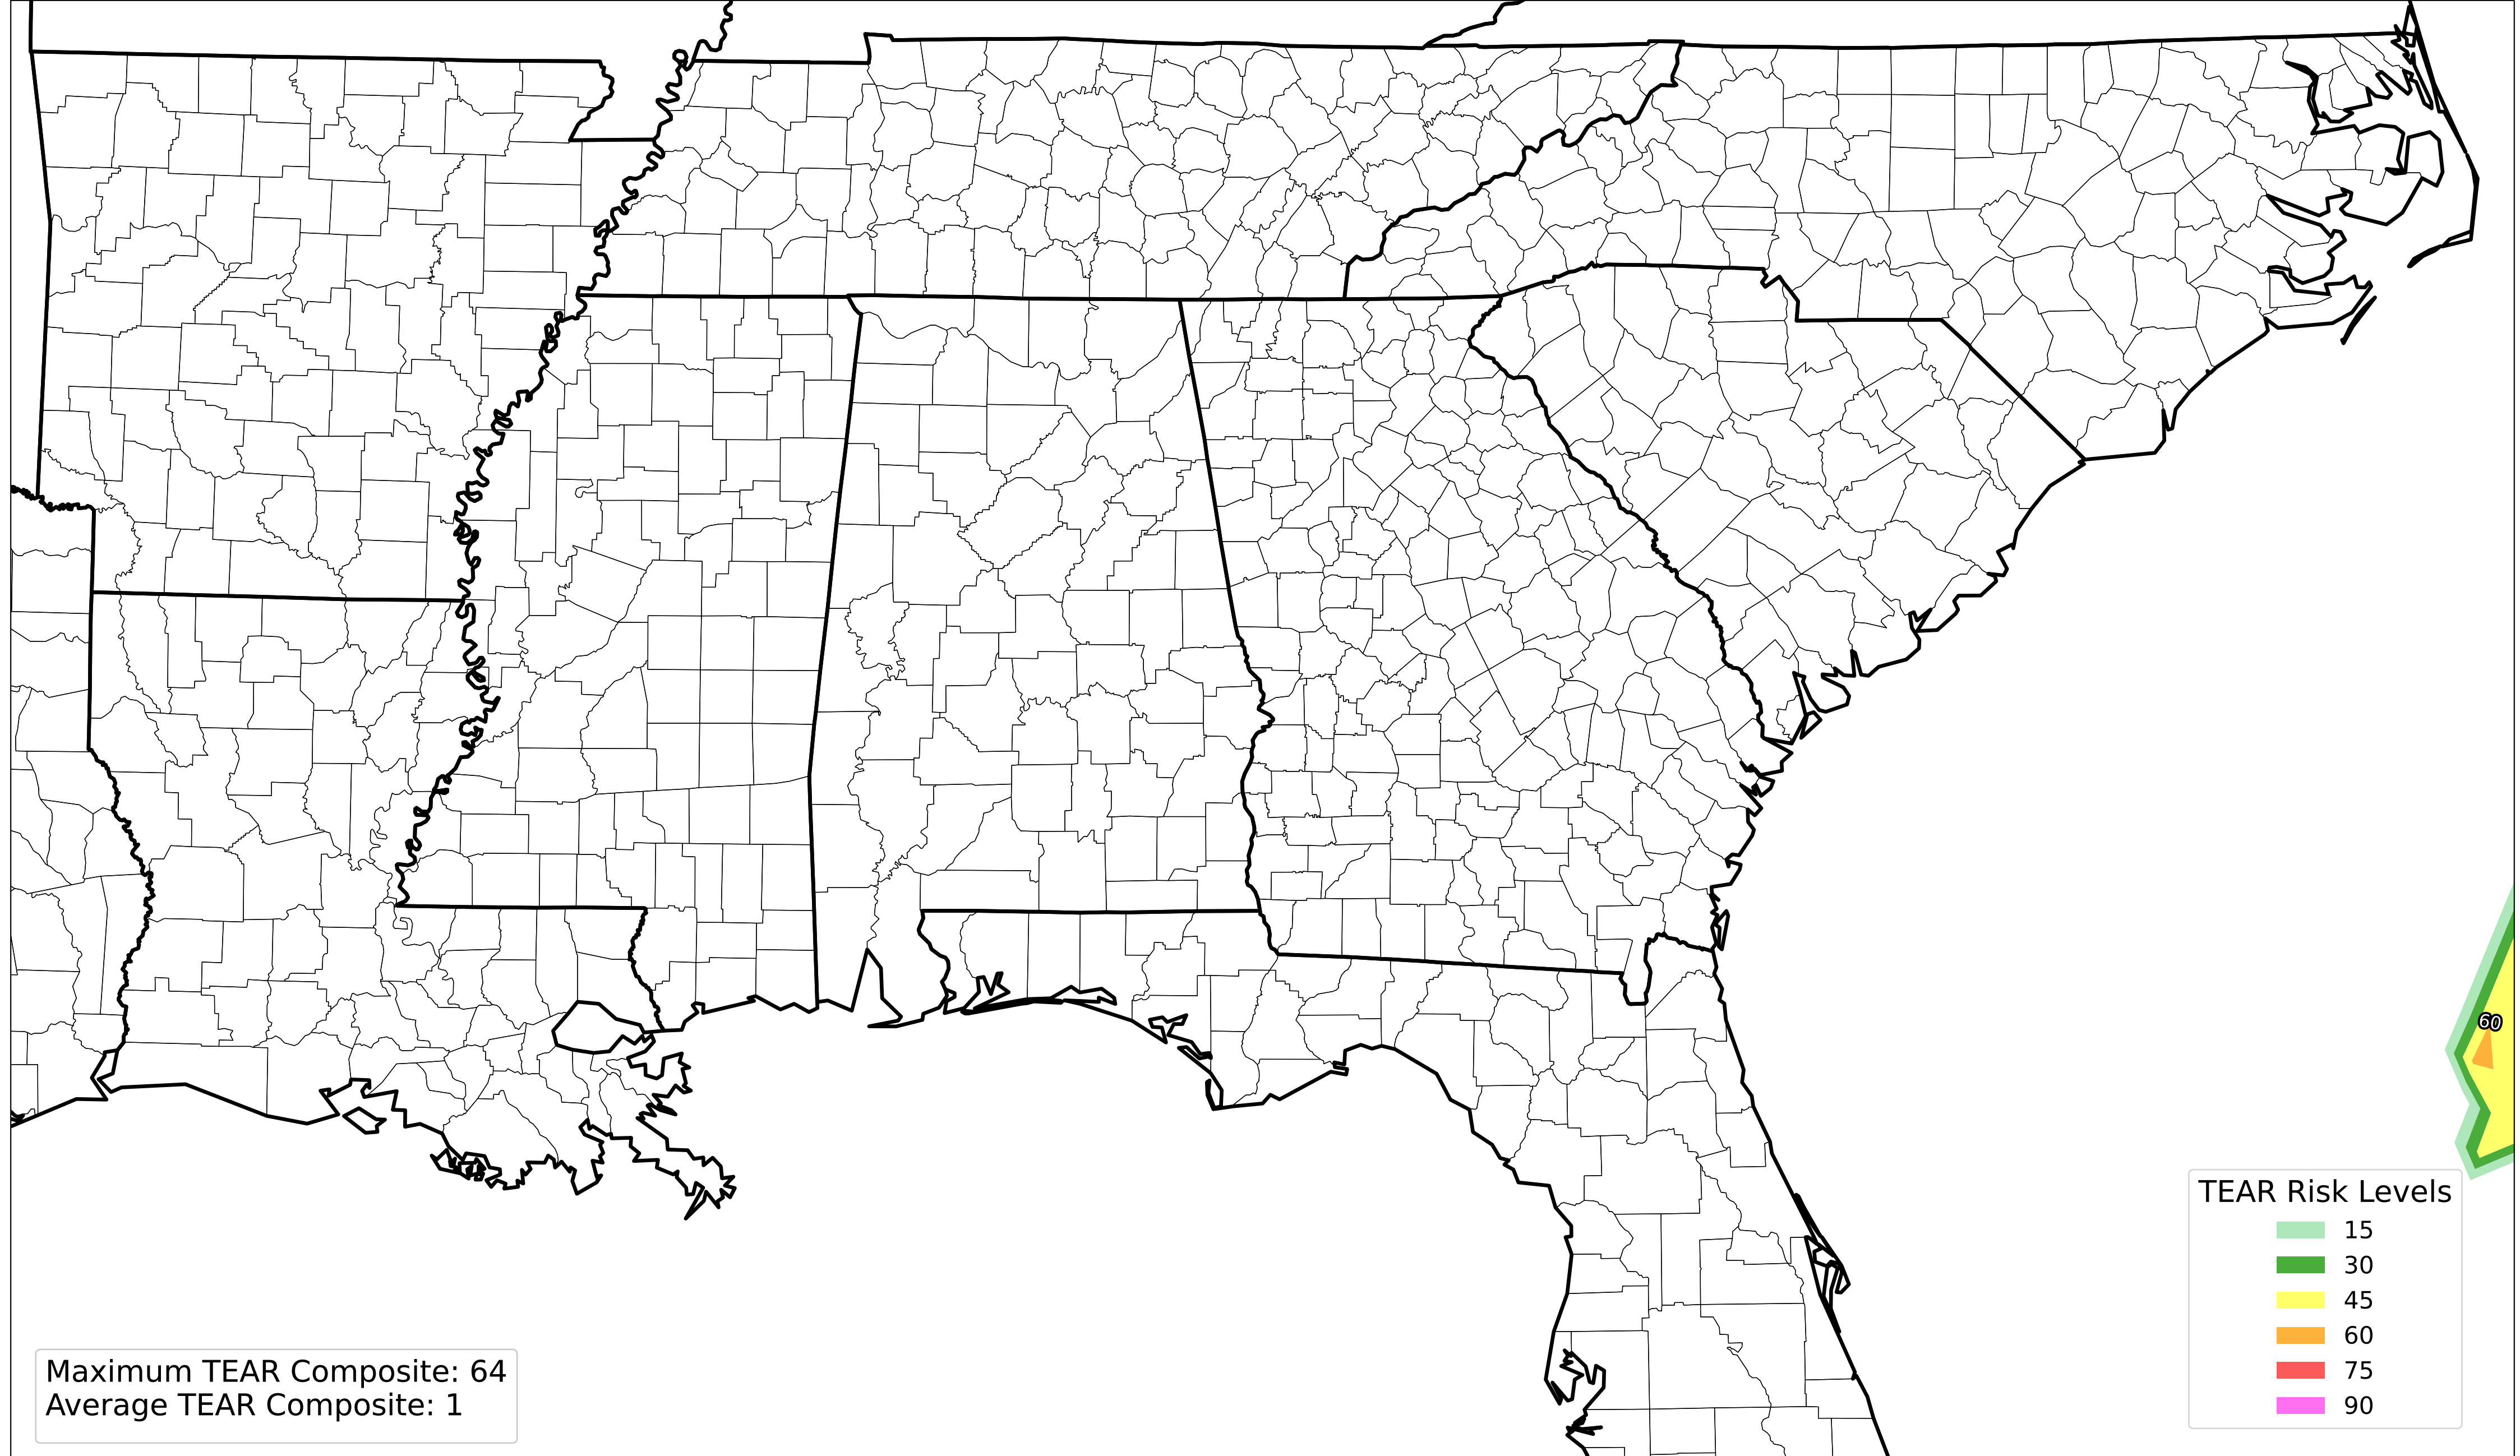 60
TEAR Risk Levels
15
30
45
60
75
90
Maximum TEAR Composite: 64
Average TEAR Composite: 1